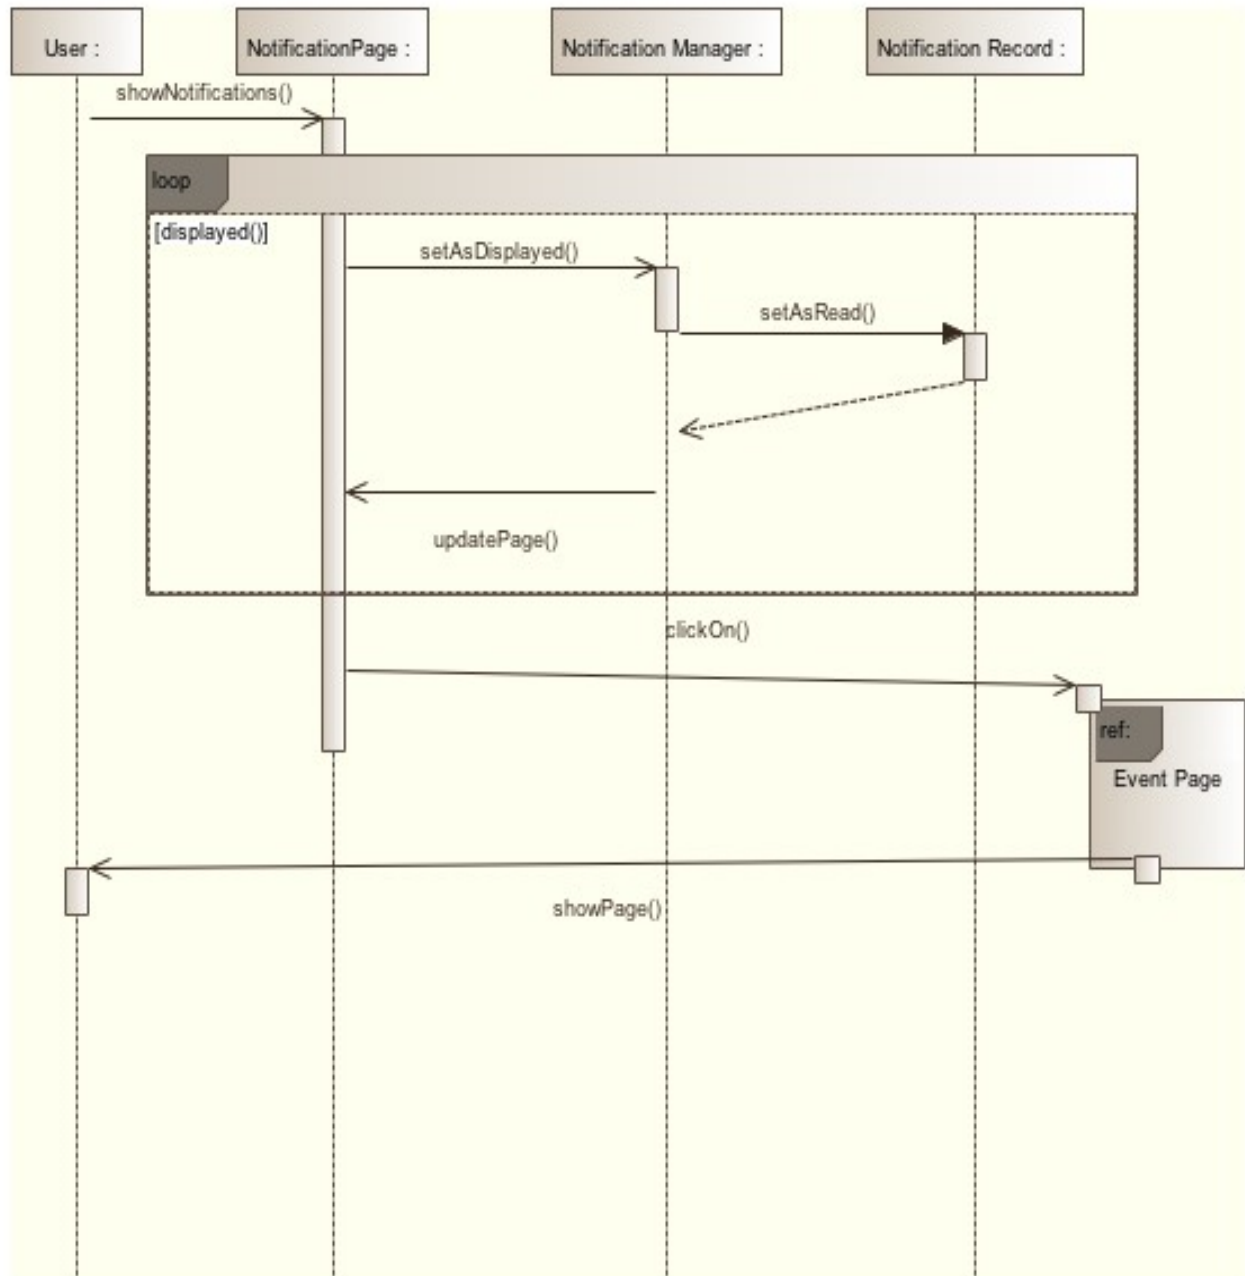 User :
NotificationPage :
Notification Manager :
Notification Record :
showNotifications()
loop
[displayed()]
setAsDisplayed()
setAsRead()
updatePage()
clickOn()
ref:
Event Page
showPage()